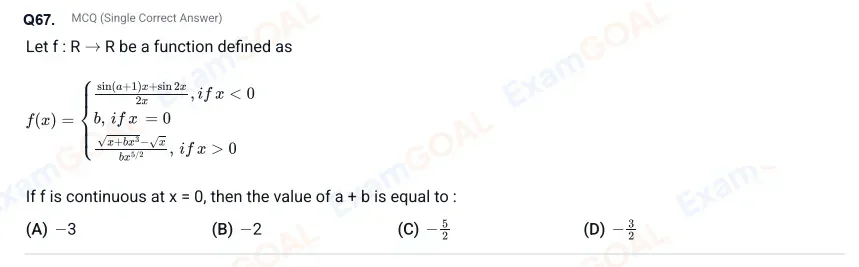 Q67. MCQ (Single Correct Answer)
Let f : R → R be a function defined as
f(x) = { (sin(a+1)x+sin 2x)/(2x), if x < 0
b, if x = 0
(√(x+bx³)−√x)/(bx^{5/2}), if x > 0
If f is continuous at x = 0, then the value of a + b is equal to :
(A) −3 (B) −2 (C) −5/2 (D) −3/2
ExamGOAL